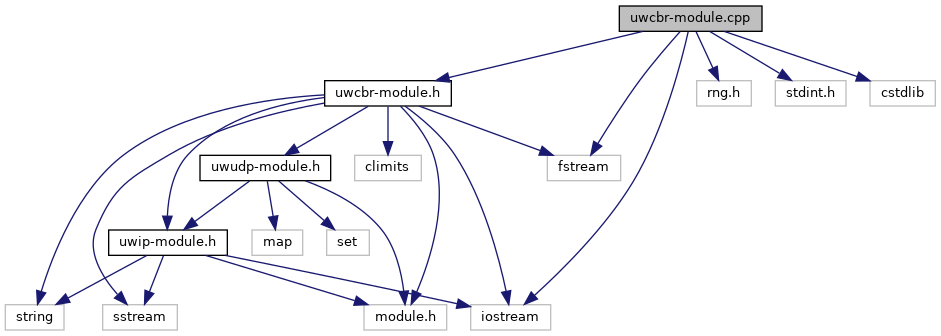 uwcbr-module.cpp
uwcbr-module.h
rng.h
stdint.h
cstdlib
uwudp-module.h
climits
fstream
uwip-module.h
map
set
string
sstream
module.h
iostream